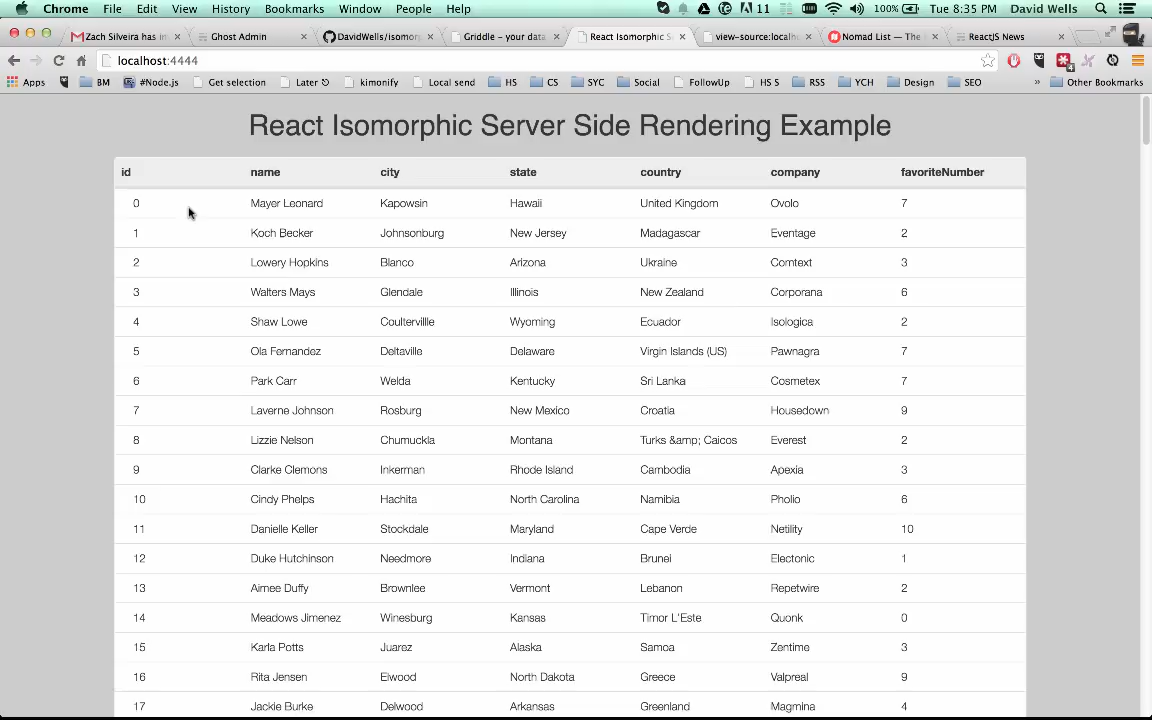 Chrome File Edit View History Bookmarks Window People Help 11 100% Tue 8:35 PM David Wells
Zach Silveira has in Ghost Admin DavidWells/isomor Griddle - your data React Isomorphic S view-source:localh Nomad List — The ReactJS News
localhost:4444
Apps BM #Node.js Get selection Later kimonify Local send HS CS SYC Social FollowUp HS S RSS YCH Design SEO » Other Bookmarks
React Isomorphic Server Side Rendering Example
id name city state country company favoriteNumber
0 Mayer Leonard Kapowsin Hawaii United Kingdom Ovolo 7
1 Koch Becker Johnsonburg New Jersey Madagascar Eventage 2
2 Lowery Hopkins Blanco Arizona Ukraine Comtext 3
3 Walters Mays Glendale Illinois New Zealand Corporana 6
4 Shaw Lowe Coultervillle Wyoming Ecuador Isologica 2
5 Ola Fernandez Deltaville Delaware Virgin Islands (US) Pawnagra 7
6 Park Carr Welda Kentucky Sri Lanka Cosmetex 7
7 Laverne Johnson Rosburg New Mexico Croatia Housedown 9
8 Lizzie Nelson Chumuckla Montana Turks &amp; Caicos Everest 2
9 Clarke Clemons Inkerman Rhode Island Cambodia Apexia 3
10 Cindy Phelps Hachita North Carolina Namibia Pholio 6
11 Danielle Keller Stockdale Maryland Cape Verde Netility 10
12 Duke Hutchinson Needmore Indiana Brunei Electonic 1
13 Aimee Duffy Brownlee Vermont Lebanon Repetwire 2
14 Meadows Jimenez Winesburg Kansas Timor L'Este Quonk 0
15 Karla Potts Juarez Alaska Samoa Zentime 3
16 Rita Jensen Elwood North Dakota Greece Valpreal 9
17 Jackie Burke Delwood Arkansas Greenland Magmina 4